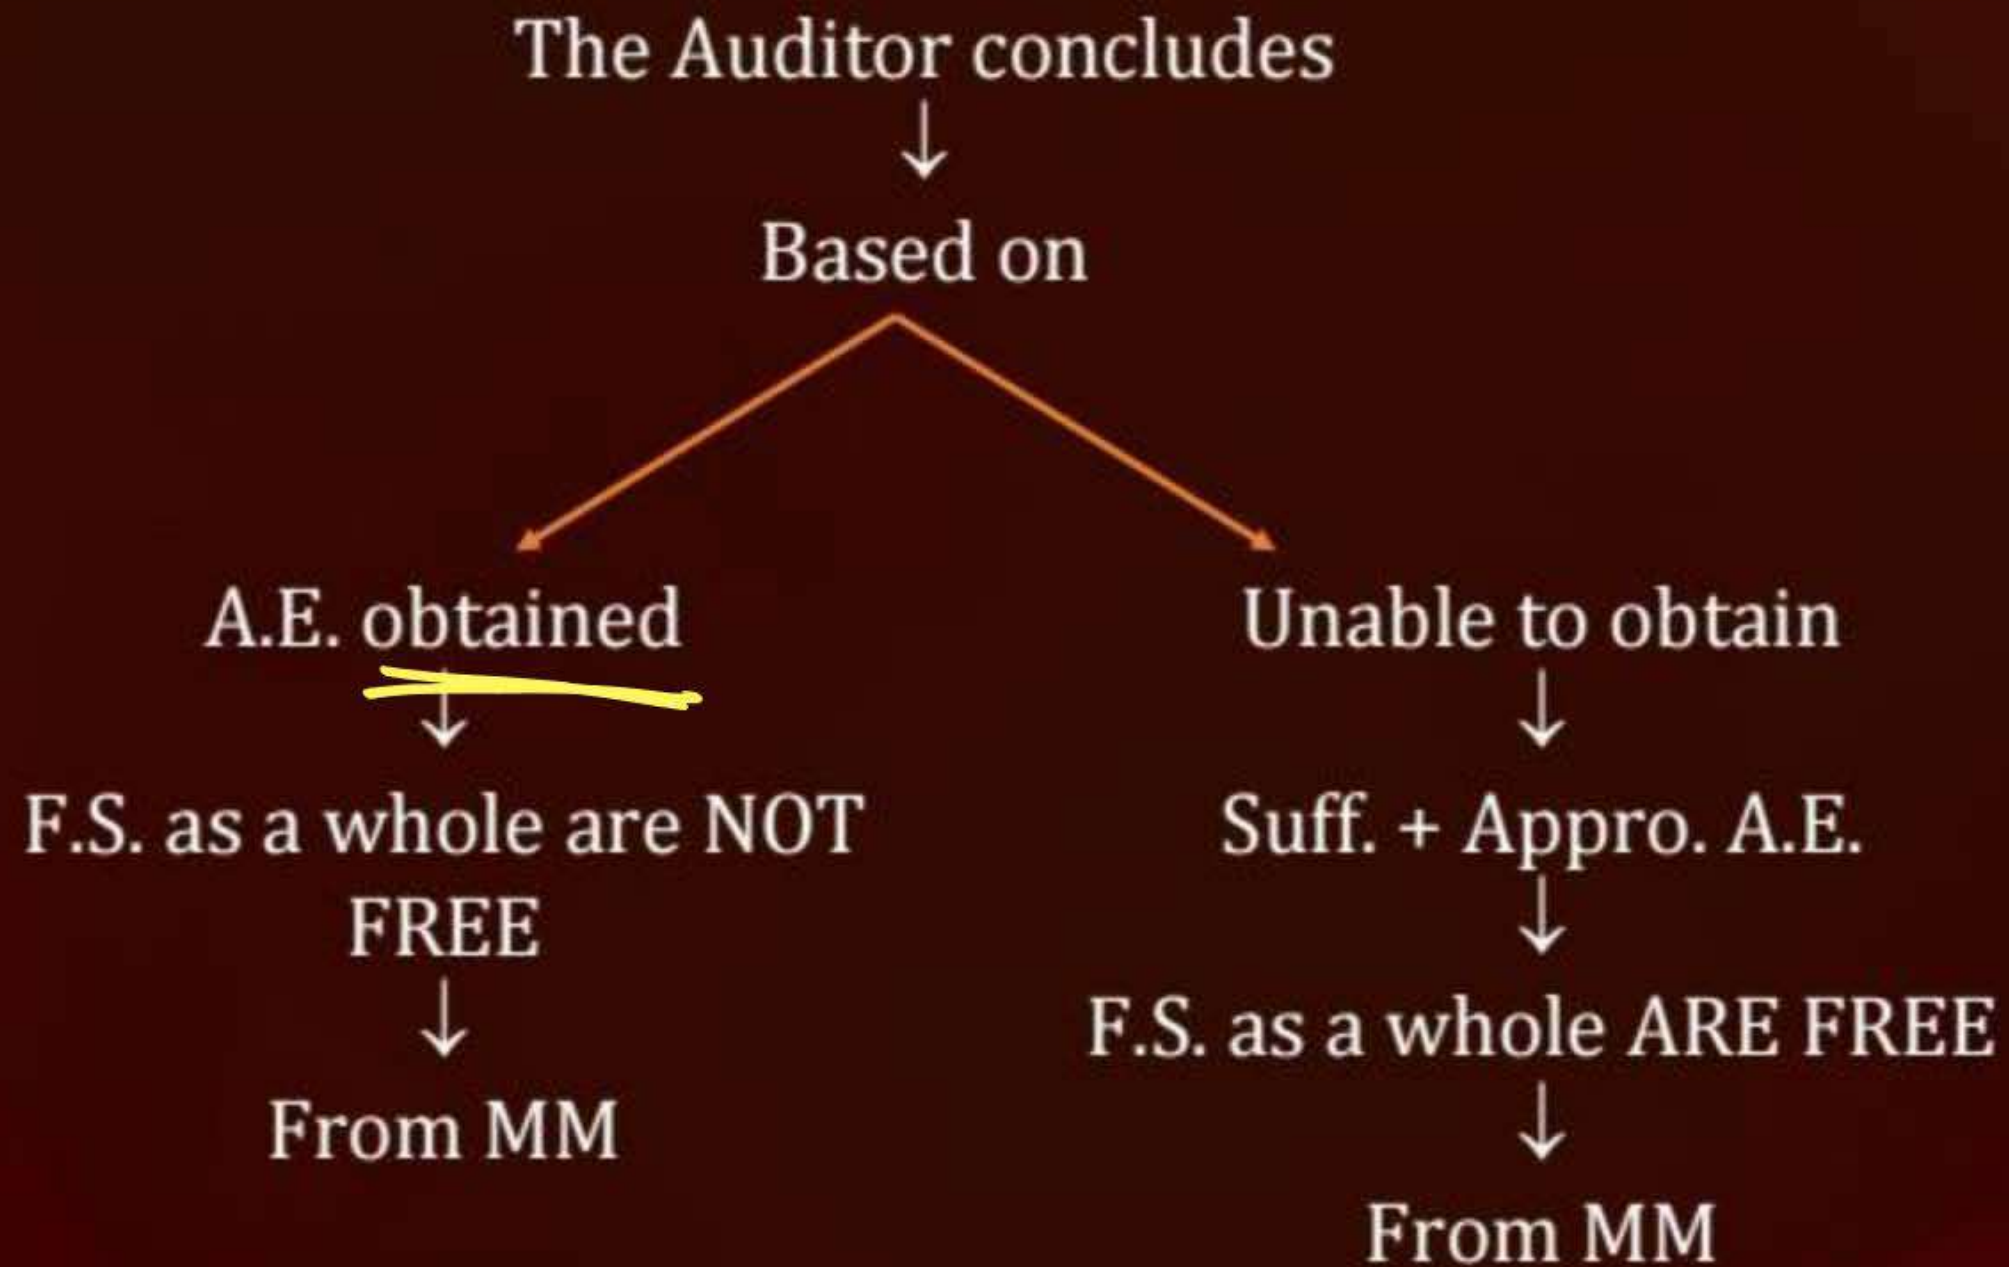 The Auditor concludes
↓
Based on
A.E. obtained
↓
F.S. as a whole are NOT
FREE
↓
From MM
Unable to obtain
↓
Suff. + Appro. A.E.
↓
F.S. as a whole ARE FREE
↓
From MM